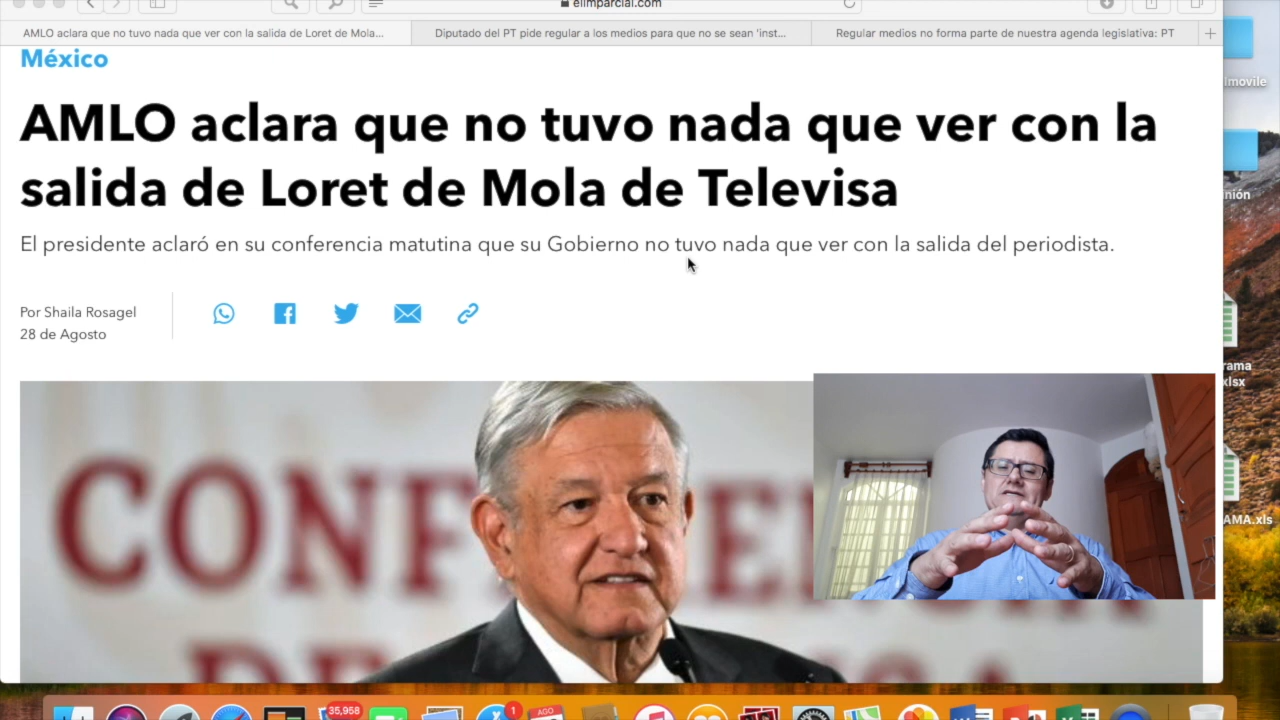 elimparcial.com
AMLO aclara que no tuvo nada que ver con la salida de Loret de Mola...
Diputado del PT pide regular a los medios para que no se sean 'inst...
Regular medios no forma parte de nuestra agenda legislativa: PT
México
AMLO aclara que no tuvo nada que ver con la
salida de Loret de Mola de Televisa
El presidente aclaró en su conferencia matutina que su Gobierno no tuvo nada que ver con la salida del periodista.
Por Shaila Rosagel
28 de Agosto
CONF
lmovile
nión
rama
xlsx
AMA.xls
35,958
1
AGO